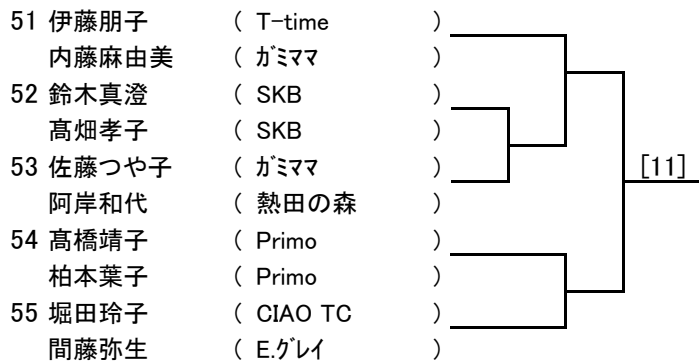 51 伊藤朋子 ( T-time )
内藤麻由美 ( ガミママ )
52 鈴木真澄 ( SKB )
髙畑孝子 ( SKB )
53 佐藤つや子 ( ガミママ )
[11]
阿岸和代 ( 熱田の森 )
54 髙橋靖子 ( Primo )
柏本葉子 ( Primo )
55 堀田玲子 ( CIAO TC )
間藤弥生 ( E.グレイ )